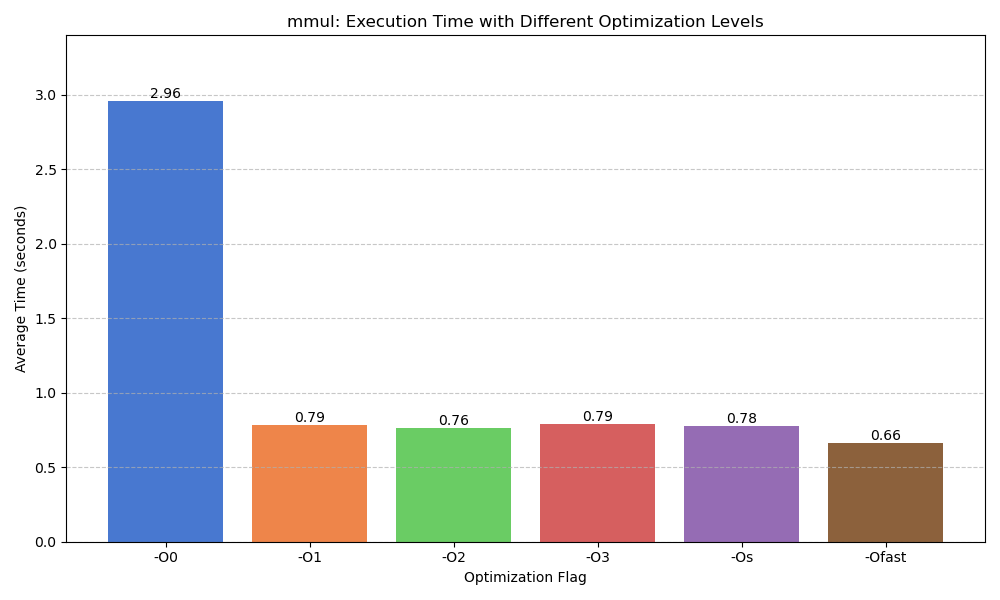 mmul: Execution Time with Different Optimization Levels
Average Time (seconds)
3.0
2.5
2.0
1.5
1.0
0.5
0.0
2.96
0.79
0.76
0.79
0.78
0.66
-O0
-O1
-O2
-O3
-Os
-Ofast
Optimization Flag